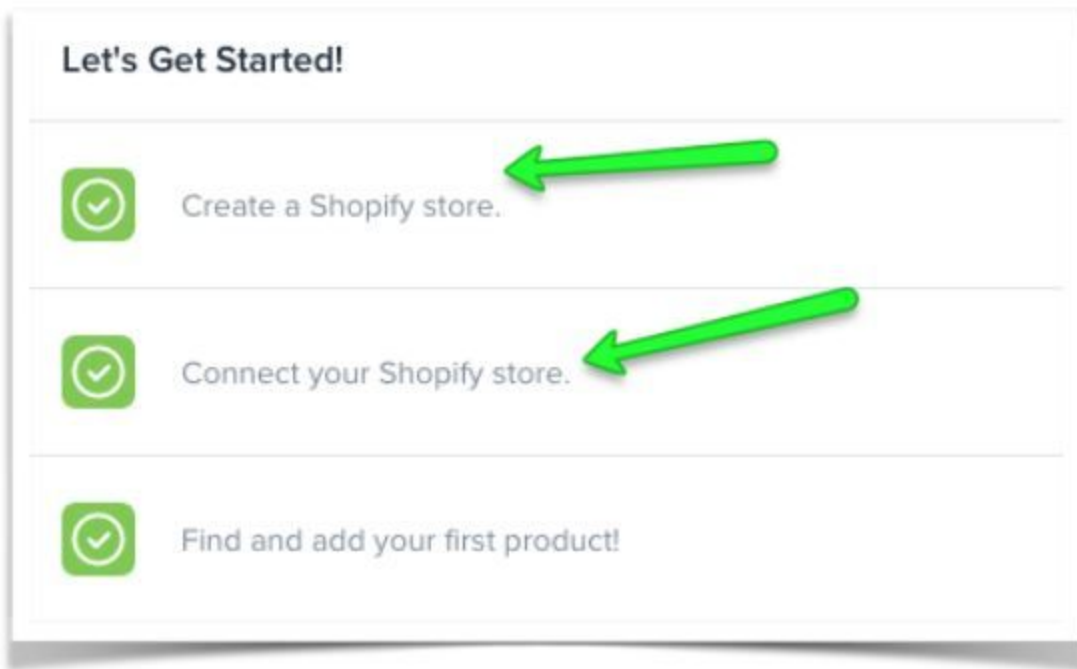 Let's Get Started!
Create a Shopify store.
Connect your Shopify store.
Find and add your first product!